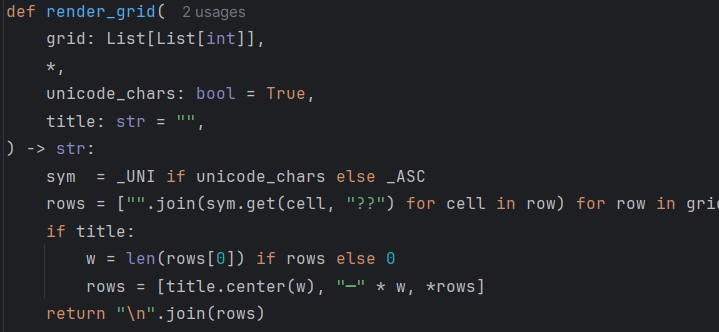 def render_grid(  2 usages
    grid: List[List[int]],
    *,
    unicode_chars: bool = True,
    title: str = "",
) -> str:
    sym  = _UNI if unicode_chars else _ASC
    rows = ["".join(sym.get(cell, "??") for cell in row) for row in grid
    if title:
        w = len(rows[0]) if rows else 0
        rows = [title.center(w), "─" * w, *rows]
    return "\n".join(rows)